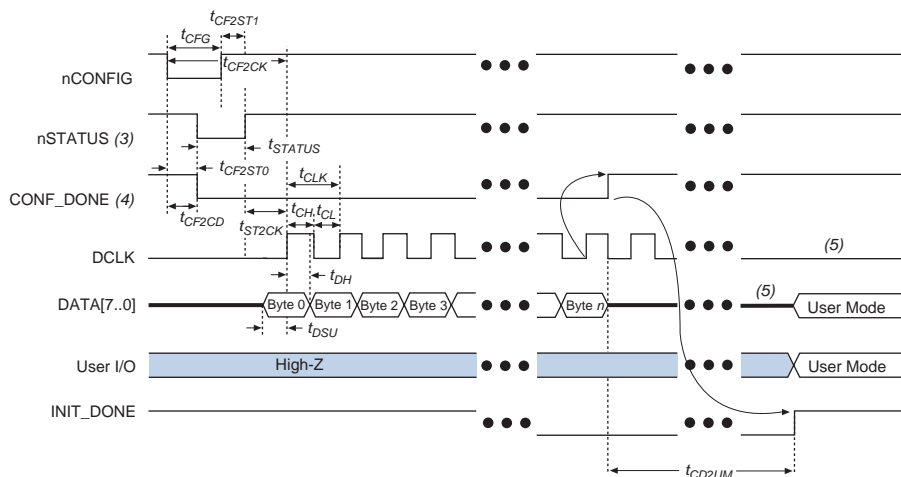 tCF2ST1
tCFG
tCF2CK
nCONFIG
nSTATUS (3)
tSTATUS
tCF2ST0
tCLK
CONF_DONE (4)
tCF2CD
tCH tCL
tST2CK
DCLK
(5)
tDH
DATA[7..0]
Byte 0 Byte 1 Byte 2 Byte 3
Byte n
(5)
User Mode
tDSU
User I/O
High-Z
User Mode
INIT_DONE
tCD2UM